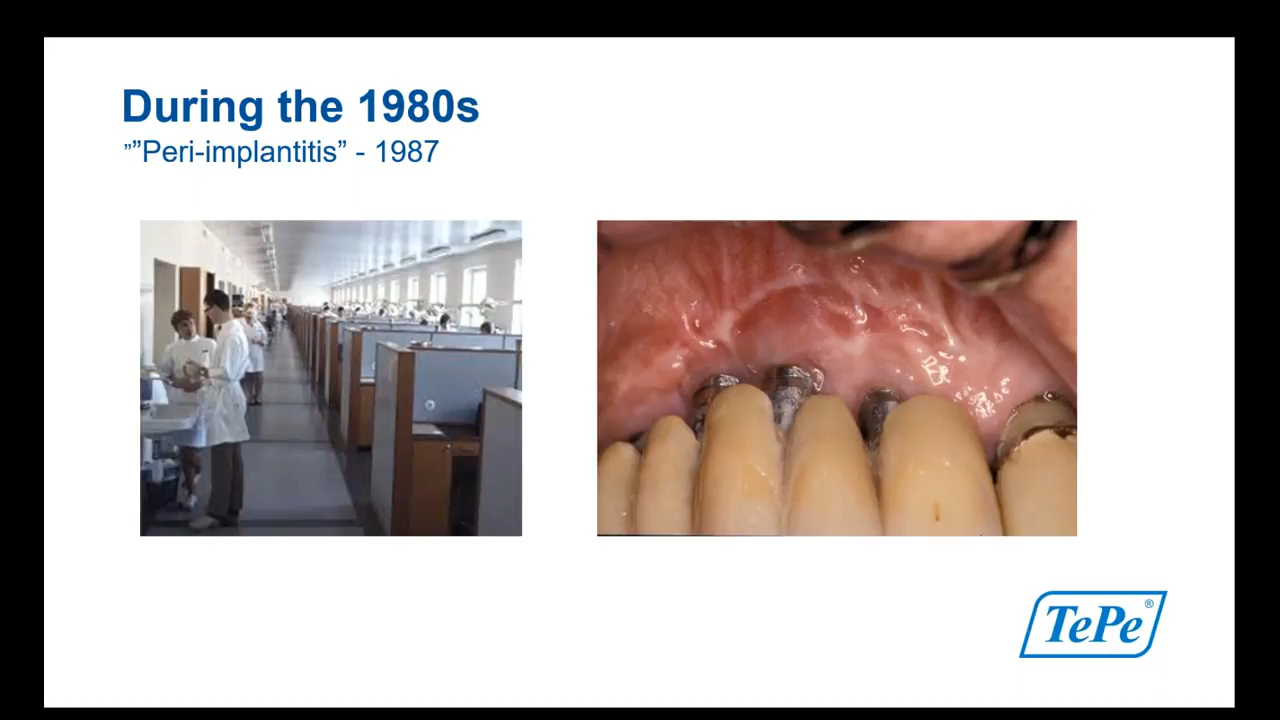 During the 1980s
””Peri-implantitis” - 1987
TePe®